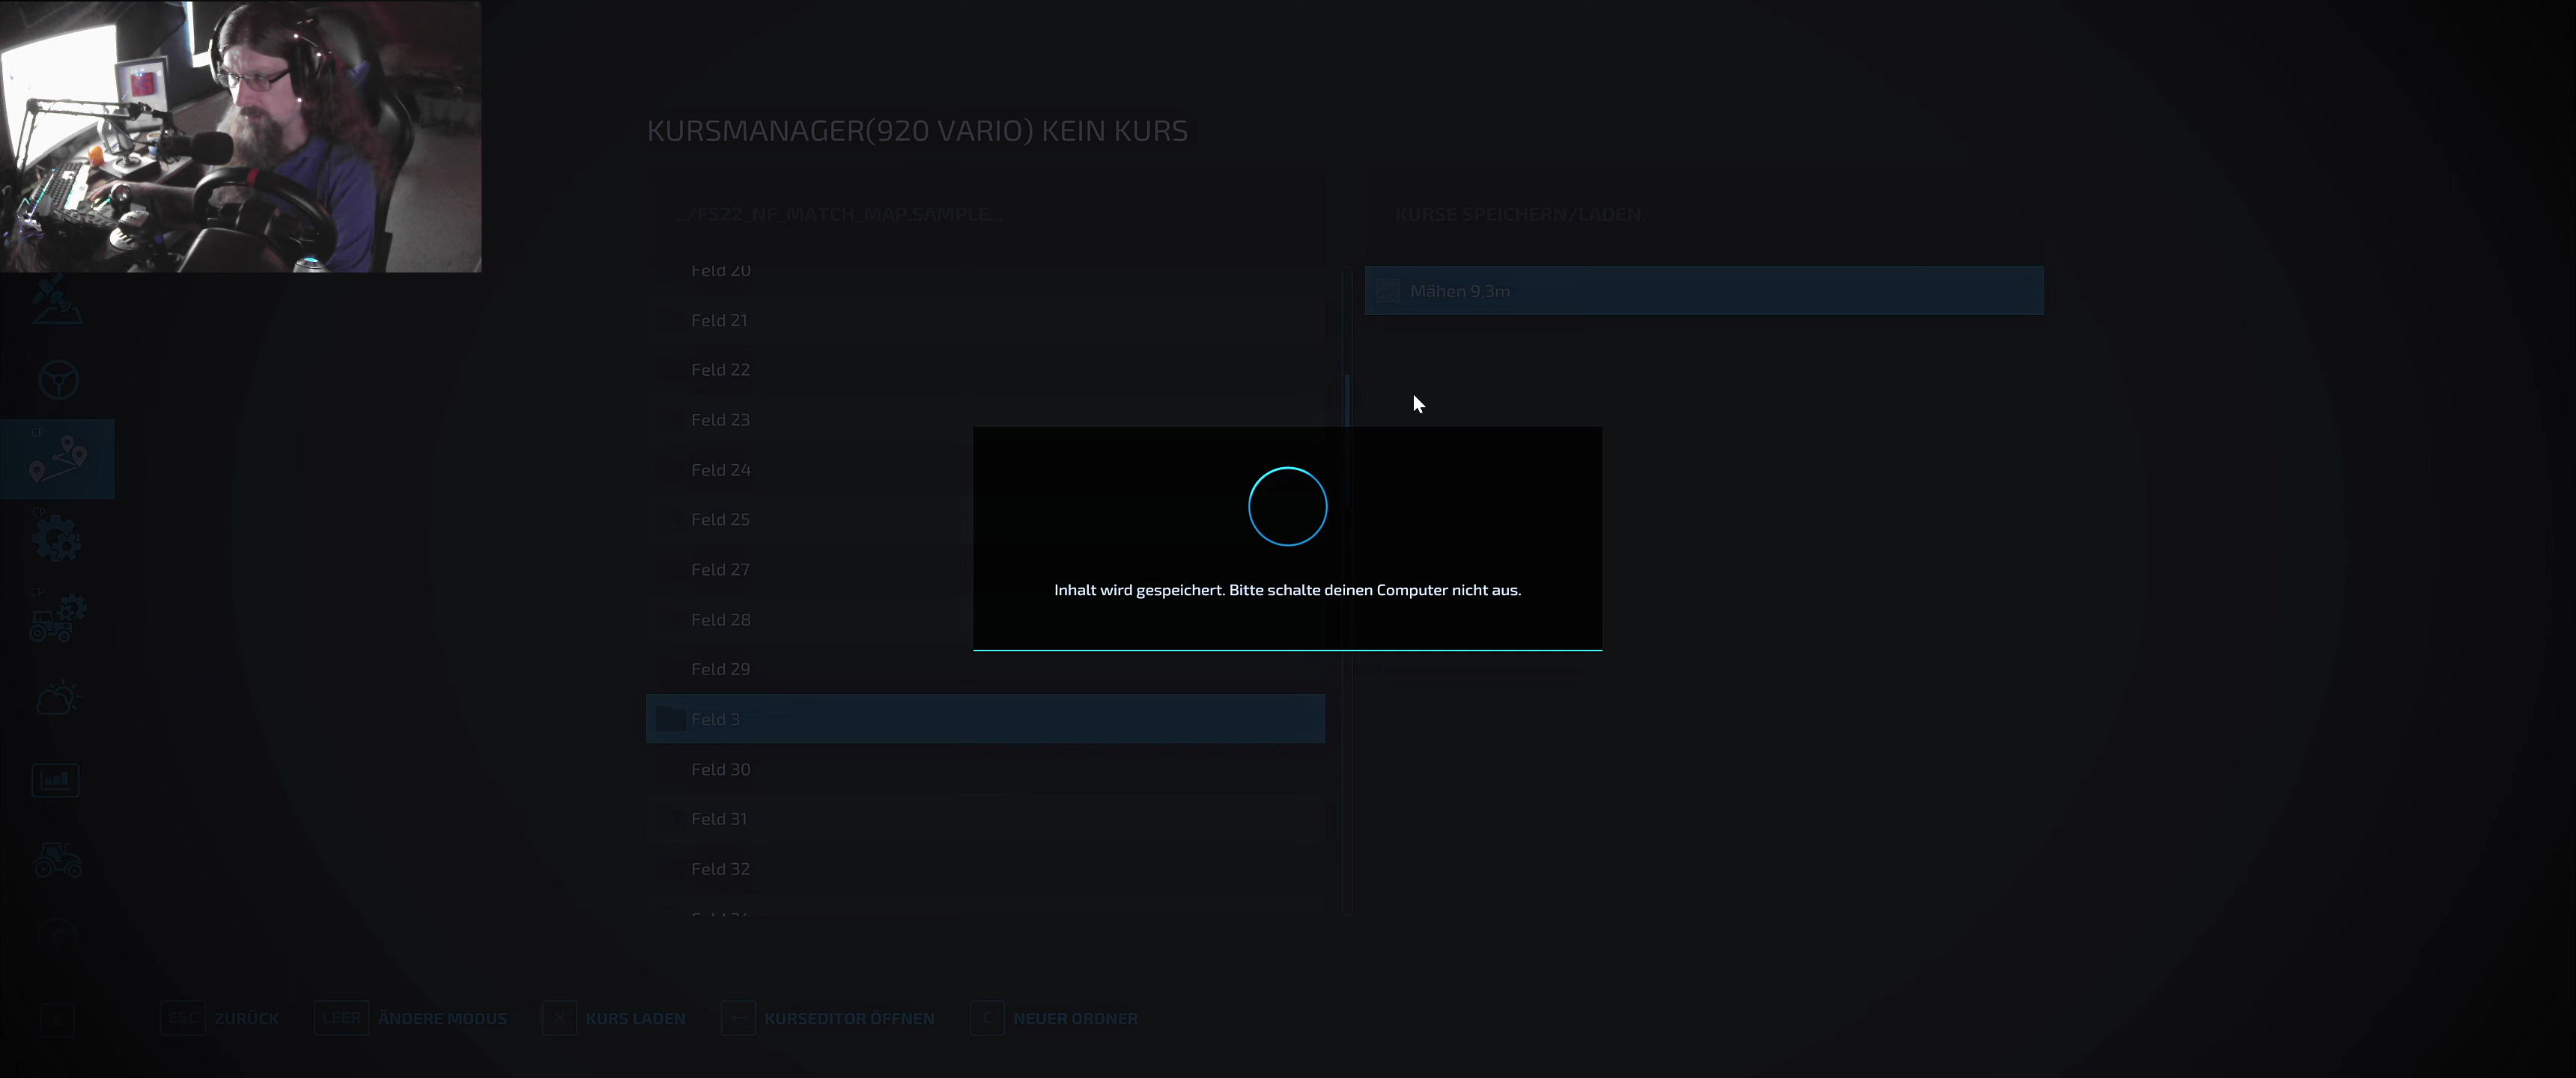 KURSMANAGER(920 VARIO) KEIN KURS
../FS22_NF_MATCH_MAP.SAMPLE...
KURSE SPEICHERN/LADEN.
Feld 20
Feld 21
Feld 22
Feld 23
Feld 24
Feld 25
Feld 27
Feld 28
Feld 29
Feld 3
Feld 30
Feld 31
Feld 32
Mähen 9,3m
CP
CP
CP
Inhalt wird gespeichert. Bitte schalte deinen Computer nicht aus.
E
ESC ZURÜCK LEER ÄNDERE MODUS X KURS LADEN KURSEDITOR ÖFFNEN C NEUER ORDNER